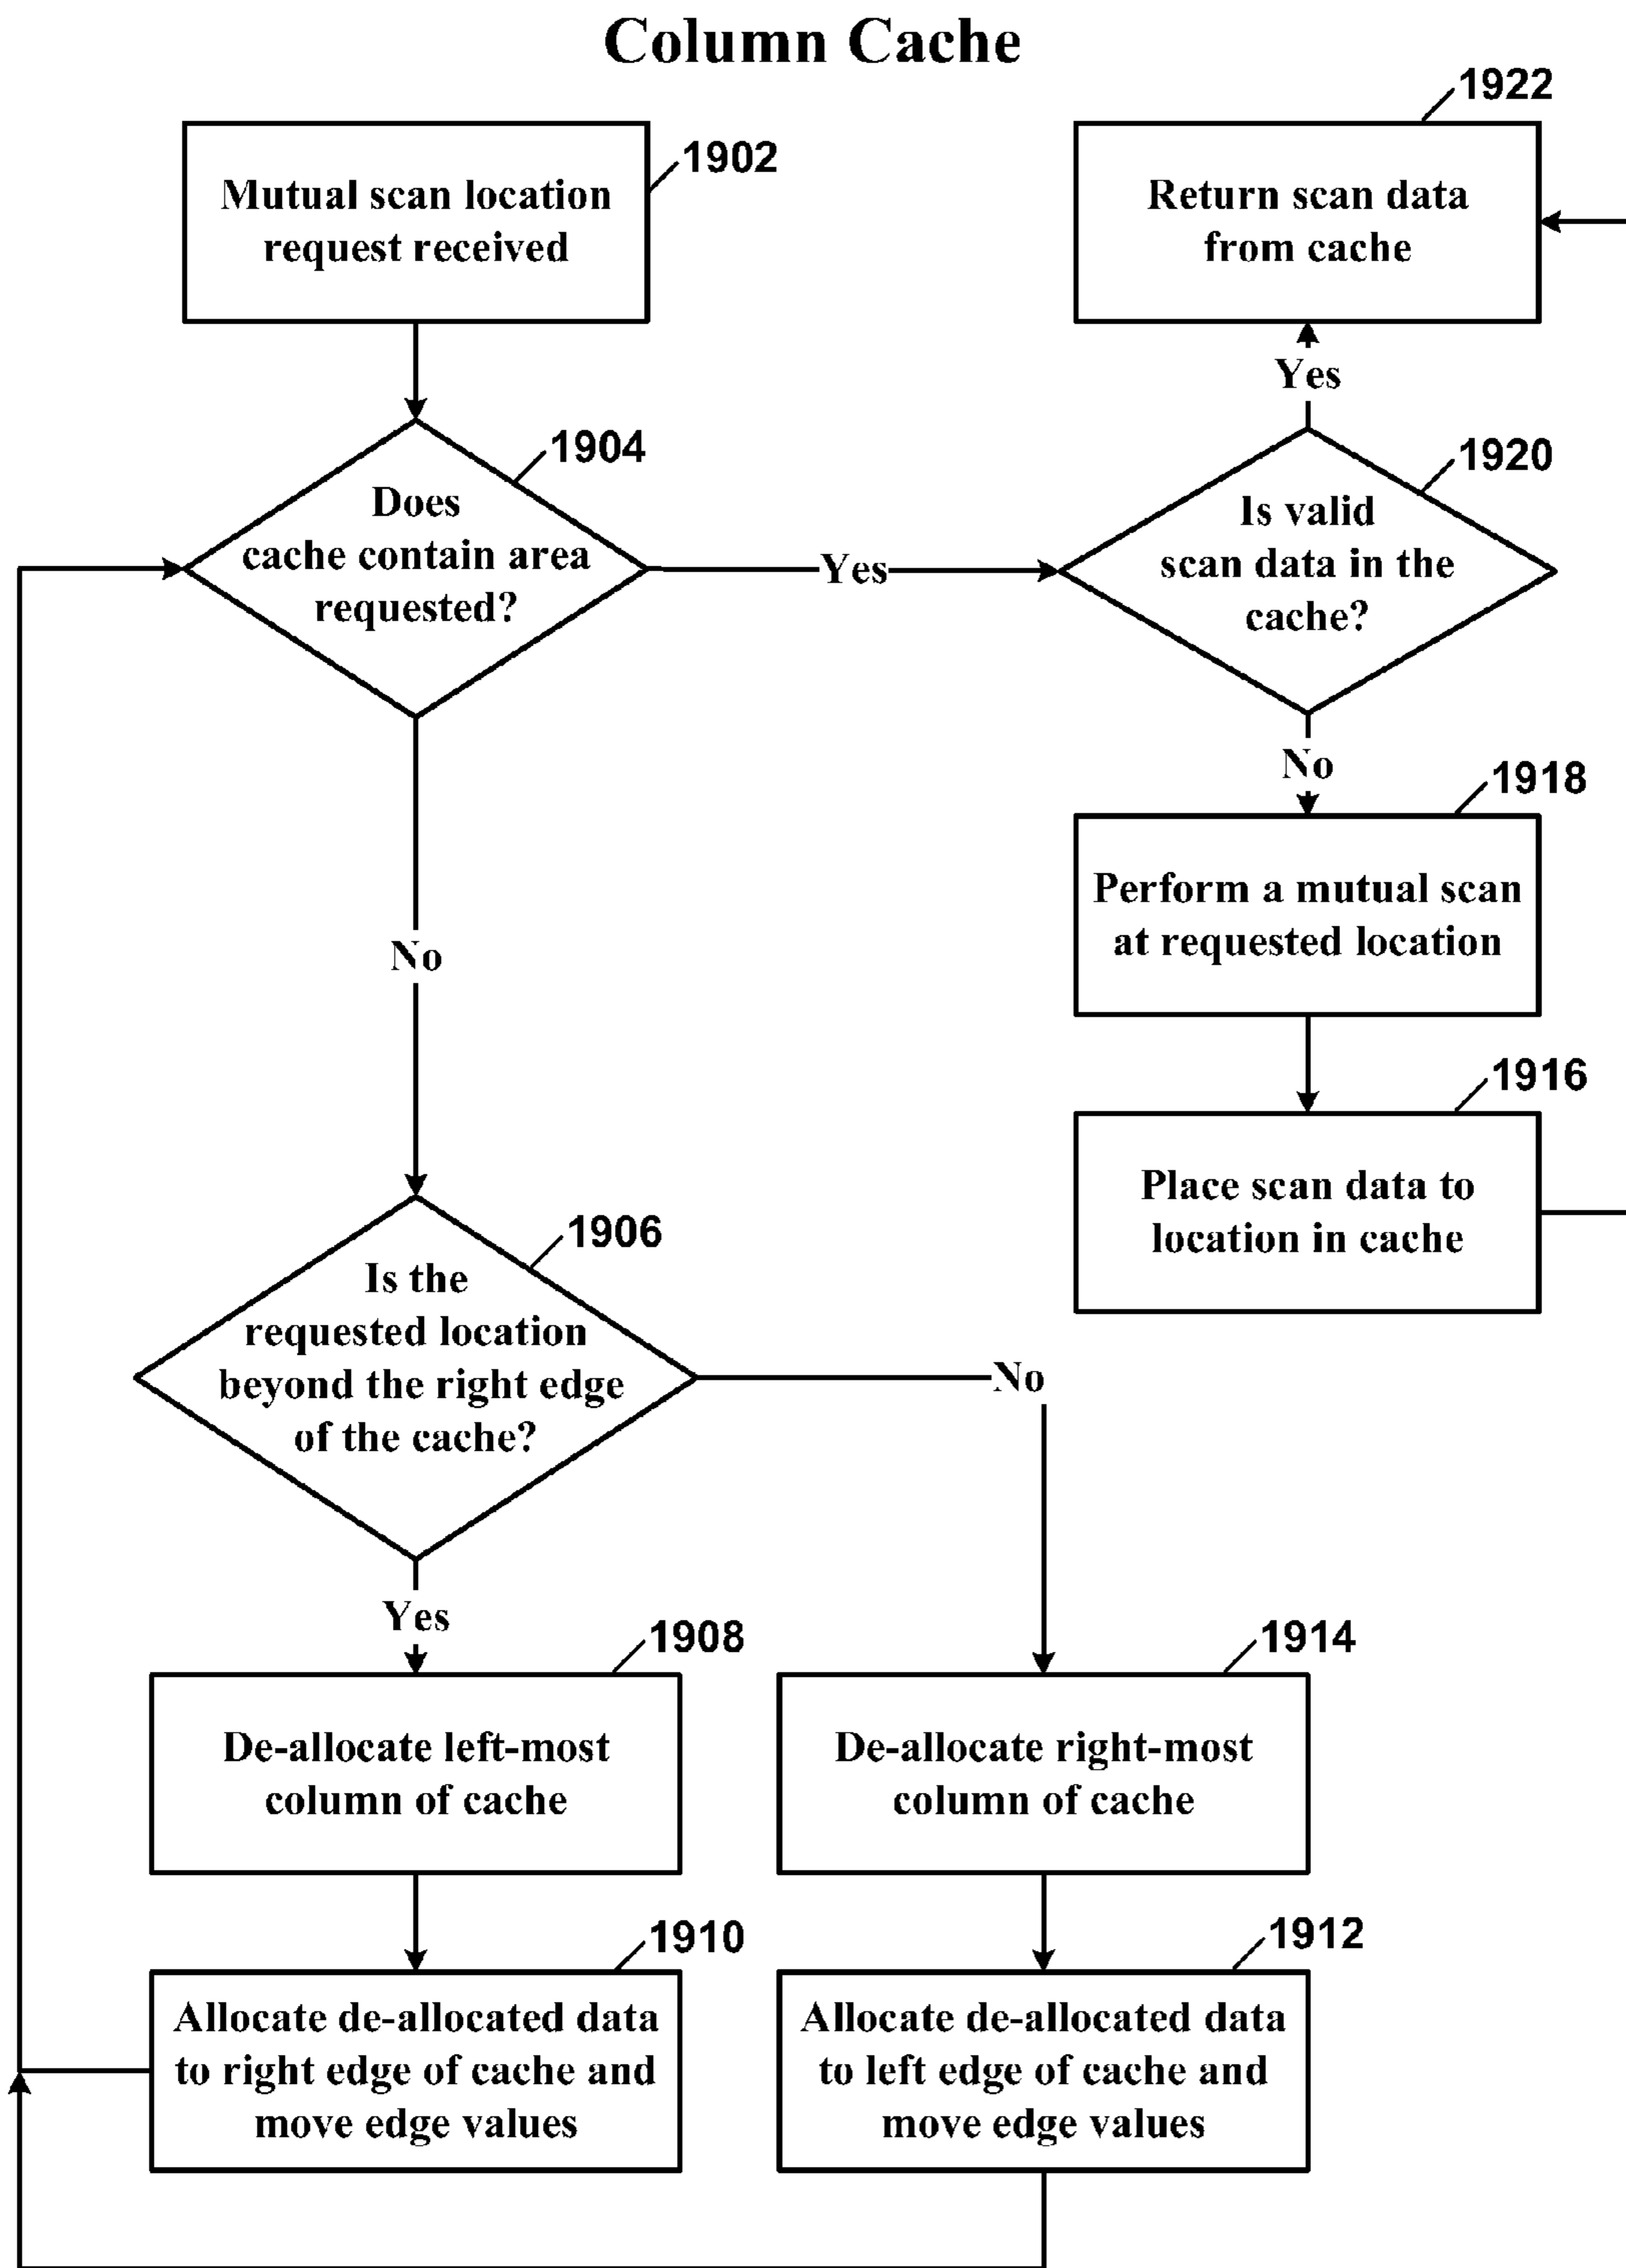 Column Cache
1902
Mutual scan location
request received
1904
Does
cache contain area
requested?
Yes
No
1906
Is the
requested location
beyond the right edge
of the cache?
Yes
No
1908
De-allocate left-most
column of cache
1910
Allocate de-allocated data
to right edge of cache and
move edge values
1914
De-allocate right-most
column of cache
1912
Allocate de-allocated data
to left edge of cache and
move edge values
1922
Return scan data
from cache
Yes
1920
Is valid
scan data in the
cache?
No
1918
Perform a mutual scan
at requested location
1916
Place scan data to
location in cache